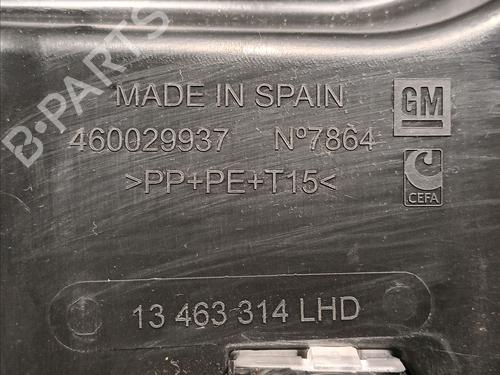 B-PARTS
MADE IN SPAIN
GM
460029937 Nº7864
>PP+PE+T15<
CEFA
13 463 314 LHD